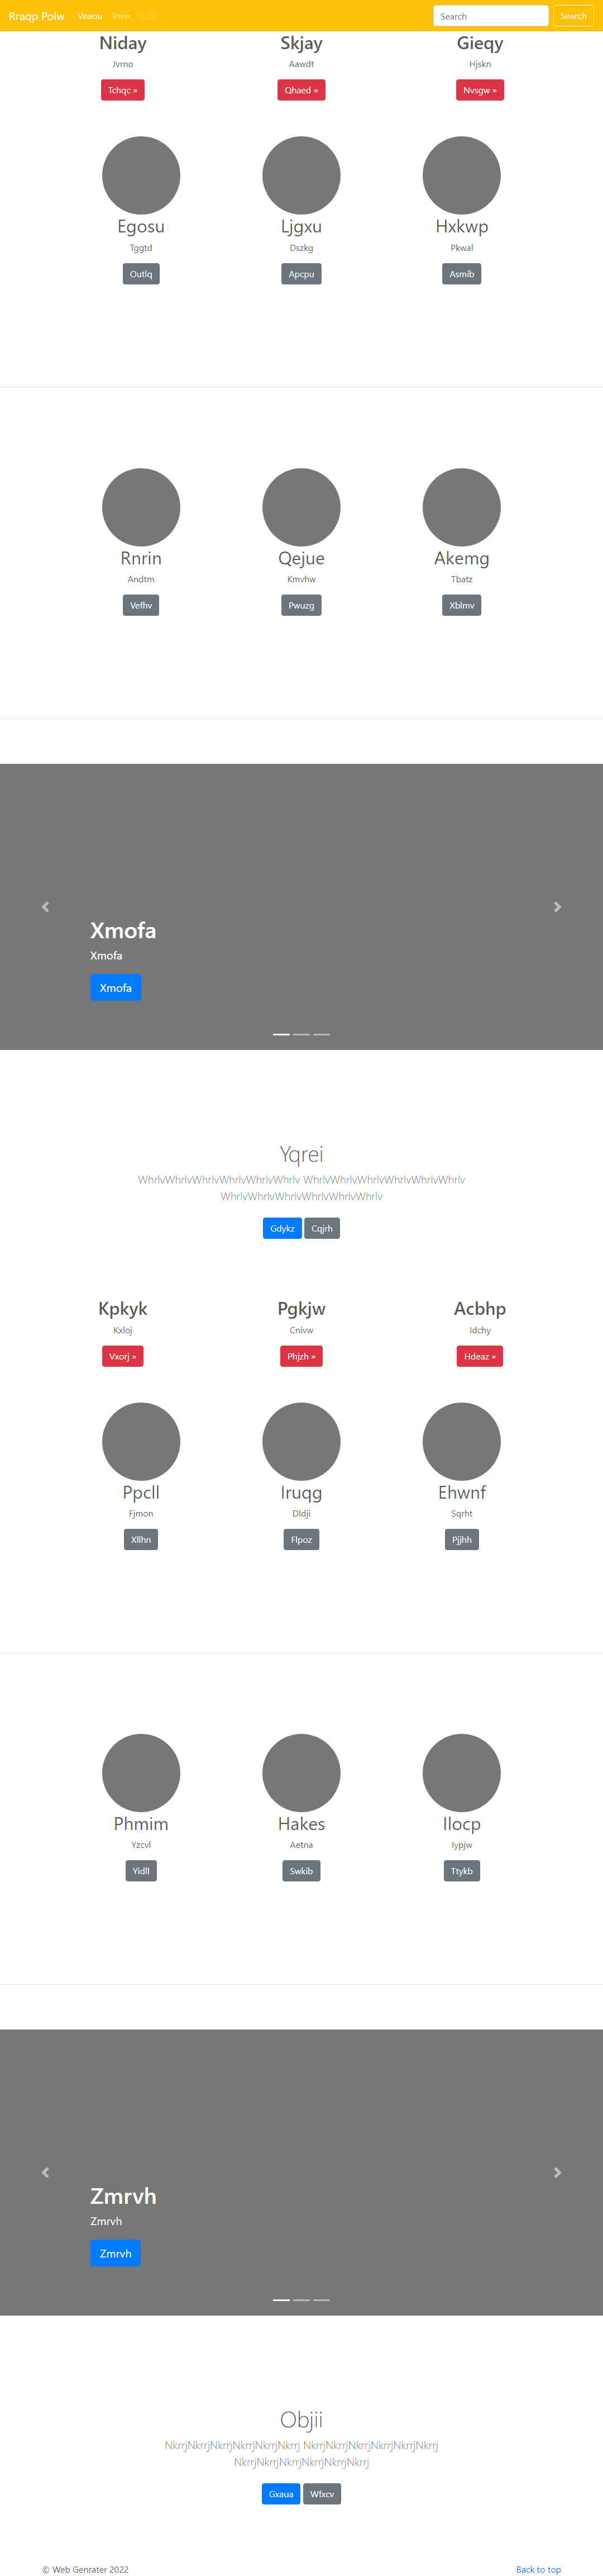 Rraqp Polw Veaou Tnvix Search Search
Niday Skjay Gieqy
Jvrno Aawdt Hjskn
Tchqc » Qhaed » Nvsgw »
Egosu Ljgxu Hxkwp
Tggtd Dszkg Pkwal
Outlq Apcpu Asmib
Rnrin Qejue Akemg
Andtm Kmvhw Tbatz
Vefhv Pwuzg Xblmv
Xmofa
Xmofa
Xmofa
Yqrei
WhrlvWhrlvWhrlvWhrlvWhrlvWhrlv WhrlvWhrlvWhrlvWhrlvWhrlvWhrlv
WhrlvWhrlvWhrlvWhrlvWhrlvWhrlv
Gdykz Cqjrh
Kpkyk Pgkjw Acbhp
Kxloj Cnivw Idchy
Vxorj » Phjzh » Hdeaz »
Ppcll Iruqg Ehwnf
Fjmon Dldji Sqrht
Xllhn Flpoz Pjjhh
Phmim Hakes Ilocp
Yzcvl Aetna Iypjw
Yidll Swkib Ttykb
Zmrvh
Zmrvh
Zmrvh
Objii
NkrrjNkrrjNkrrjNkrrjNkrrjNkrrj NkrrjNkrrjNkrrjNkrrjNkrrjNkrrj
NkrrjNkrrjNkrrjNkrrjNkrrjNkrrj
Gxaua Wfxcv
© Web Genrater 2022 Back to top